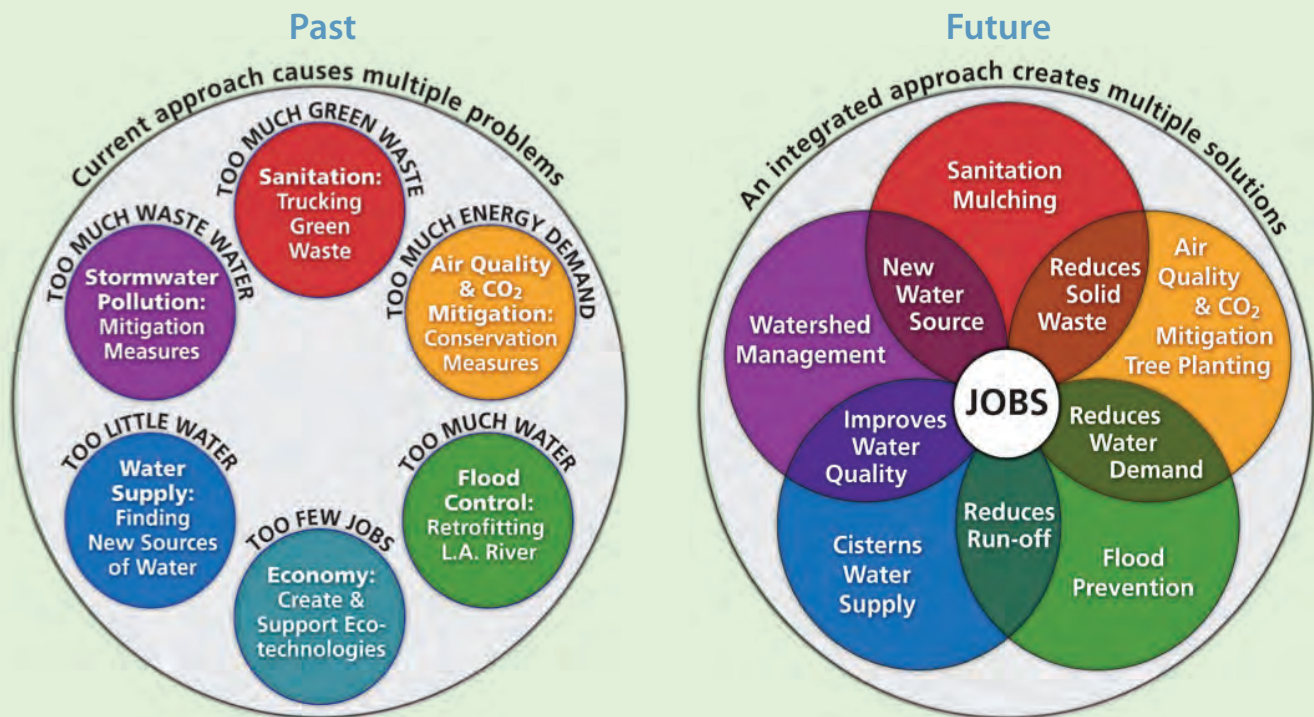 Past
Current approach causes multiple problems
TOO MUCH GREEN WASTE
Sanitation:
Trucking
Green
Waste
TOO MUCH ENERGY DEMAND
Air Quality
& CO₂
Mitigation:
Conservation
Measures
TOO MUCH WATER
Flood
Control:
Retrofitting
L.A. River
TOO FEW JOBS
Economy:
Create &
Support Eco-
technologies
TOO LITTLE WATER
Water
Supply:
Finding
New Sources
of Water
TOO MUCH WASTE WATER
Stormwater
Pollution:
Mitigation
Measures
Future
An integrated approach creates multiple solutions
Sanitation
Mulching
Reduces
Solid
Waste
Air
Quality
& CO₂
Mitigation
Tree Planting
Reduces
Water
Demand
Flood
Prevention
Reduces
Run-off
Cisterns
Water
Supply
Improves
Water
Quality
Watershed
Management
New
Water
Source
JOBS